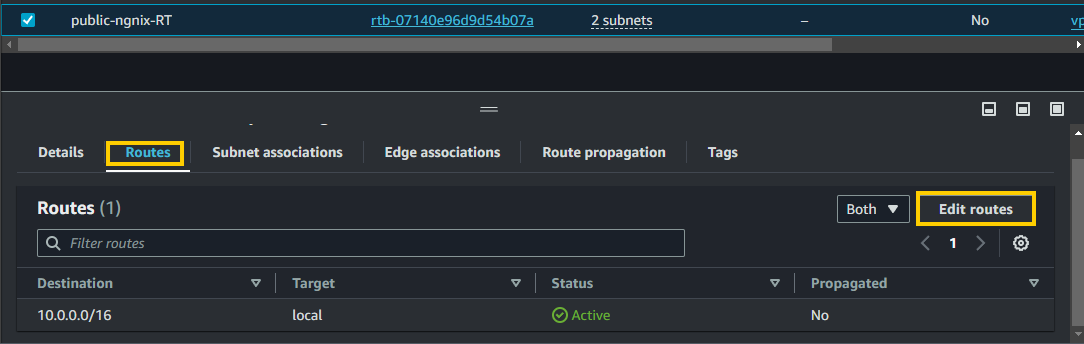 public-ngnix-RT rtb-07140e96d9d54b07a 2 subnets – No vp
Details Routes Subnet associations Edge associations Route propagation Tags
Routes (1) Both Edit routes
Filter routes 1
Destination Target Status Propagated
10.0.0.0/16 local Active No